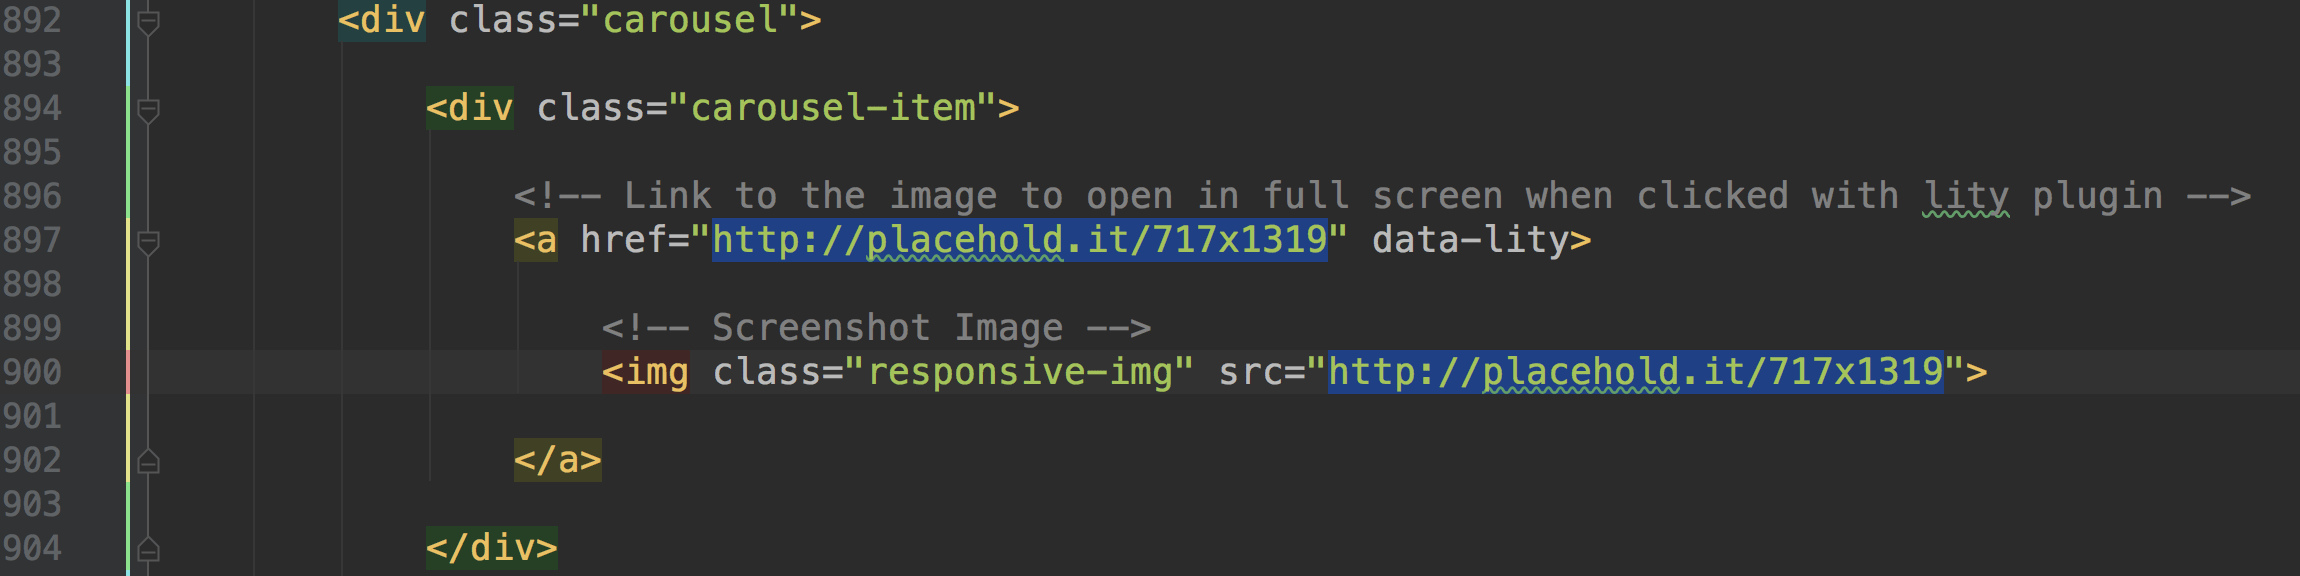 892 <div class="carousel">
893
894 <div class="carousel-item">
895
896 <!-- Link to the image to open in full screen when clicked with lity plugin -->
897 <a href="http://placehold.it/717x1319" data-lity>
898
899 <!-- Screenshot Image -->
900 <img class="responsive-img" src="http://placehold.it/717x1319">
901
902 </a>
903
904 </div>